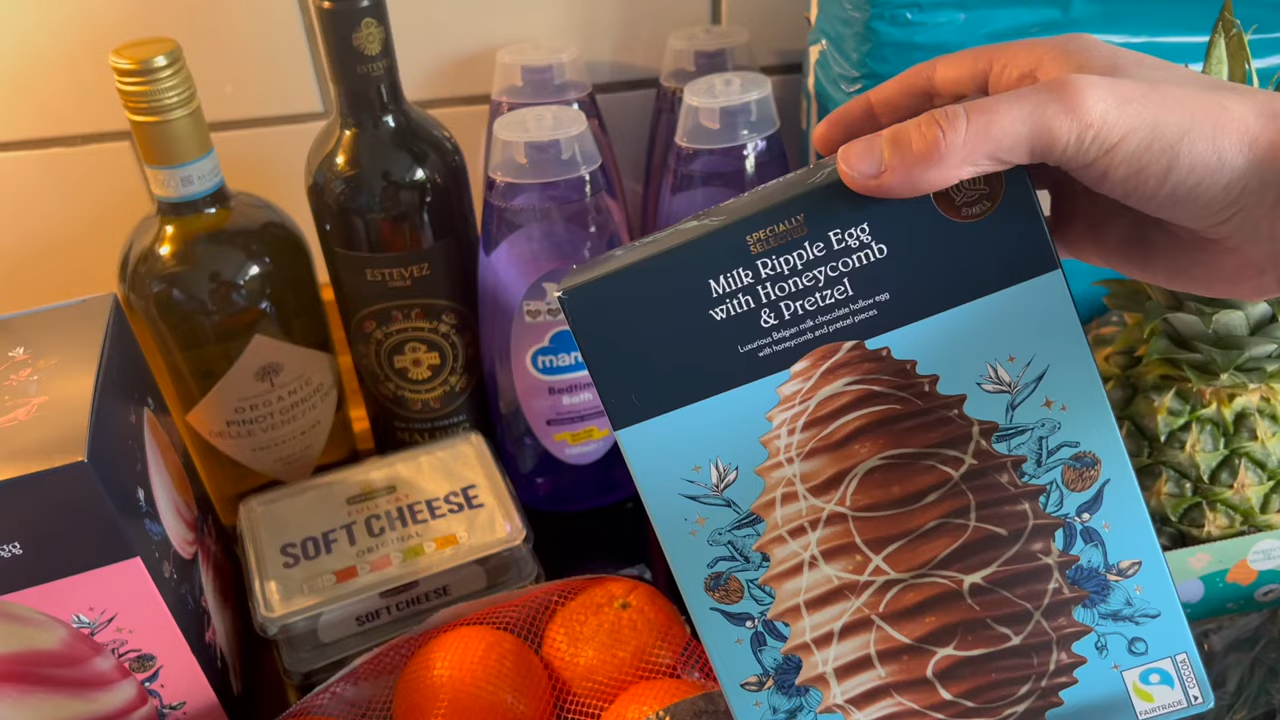 SPECIALLY
SELECTED
Milk Ripple Egg
with Honeycomb
& Pretzel
Luxurious Belgian milk chocolate hollow egg
with honeycomb and pretzel pieces
SHELL
FAIRTRADE
COCOA
ESTEVEZ
CHILE
ESTEVEZ
ORGANIC
PINOT GRIGIO
DELLE VENEZIE DOC
Bedtime
Bath
FULL FAT
SOFT CHEESE
ORIGINAL
SOFT CHEESE